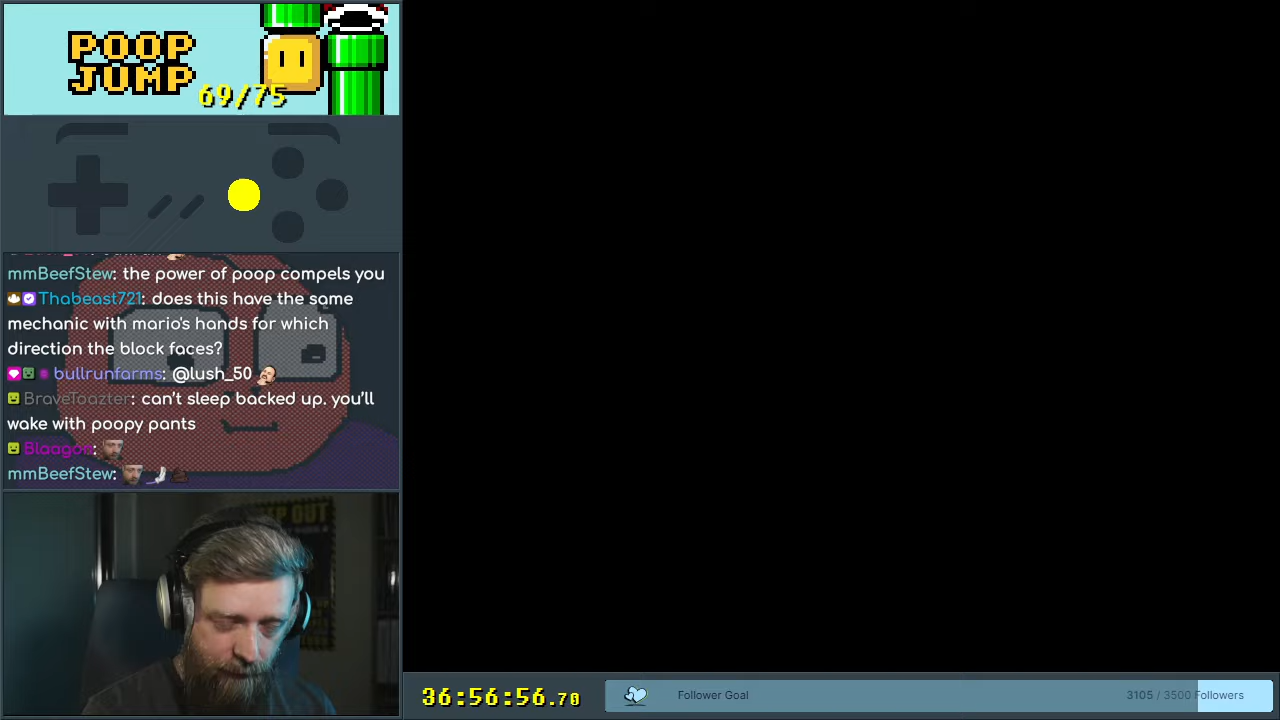 POOP
JUMP
69/75
mmBeefStew: the power of poop compels you
Thabeast721: does this have the same
mechanic with mario's hands for which
direction the block faces?
bullrunfarms: @lush_50
BraveToazter: can't sleep backed up. you'll
wake with poopy pants
Blaagon:
mmBeefStew:
36:56:56.70
Follower Goal
3105 / 3500 Followers